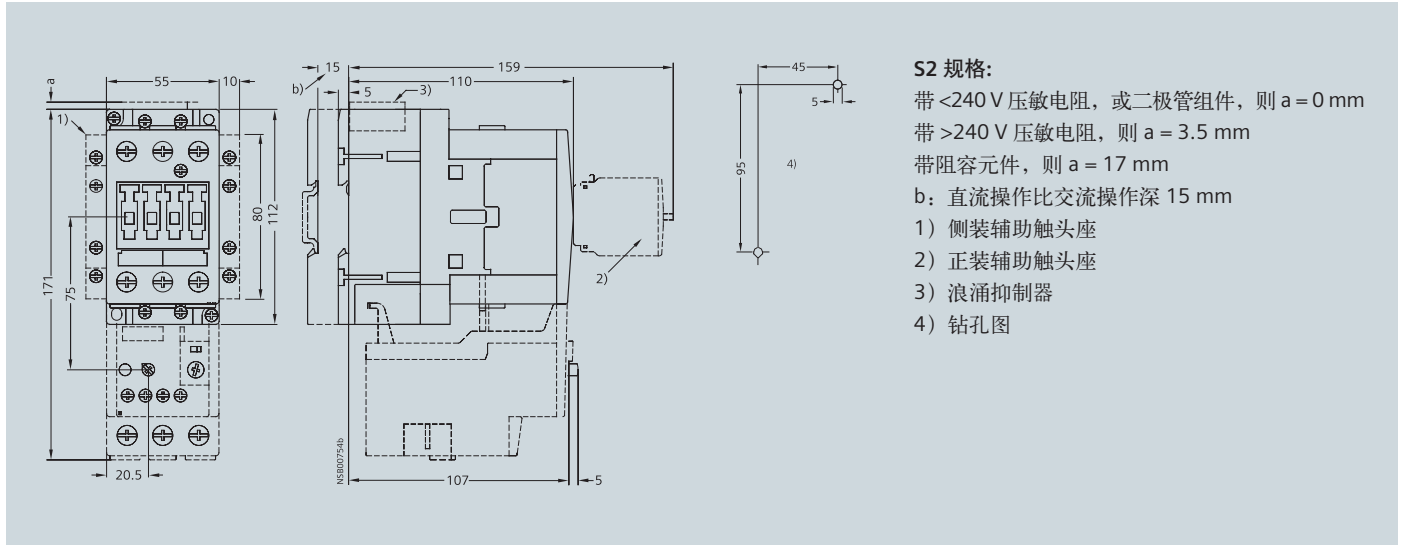 15
159
55
10
b)
110
5
3)
a
1)
80
112
171
75
20.5
2)
NSB00754b
107
5
45
5
95
4)
S2 规格:
带 <240 V 压敏电阻，或二极管组件，则 a = 0 mm
带 >240 V 压敏电阻，则 a = 3.5 mm
带阻容元件，则 a = 17 mm
b：直流操作比交流操作深 15 mm
1）侧装辅助触头座
2）正装辅助触头座
3）浪涌抑制器
4）钻孔图